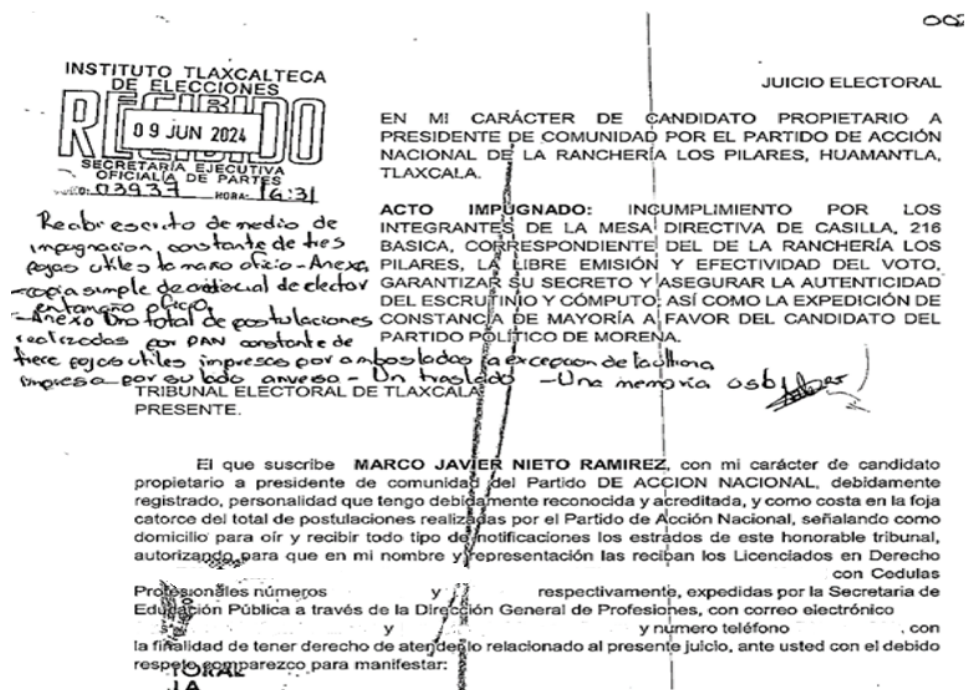 002
INSTITUTO TLAXCALTECA
DE ELECCIONES
RECIBIDO
09 JUN 2024
SECRETARÍA EJECUTIVA
OFICIALÍA DE PARTES
03937 HORA: 16:31
JUICIO ELECTORAL
EN MI CARÁCTER DE CANDIDATO PROPIETARIO A
PRESIDENTE DE COMUNIDAD POR EL PARTIDO DE ACCIÓN
NACIONAL DE LA RANCHERÍA LOS PILARES, HUAMANTLA,
TLAXCALA.
ACTO IMPUGNADO: INCUMPLIMIENTO POR LOS
INTEGRANTES DE LA MESA DIRECTIVA DE CASILLA, 216
BASICA, CORRESPONDIENTE DEL DE LA RANCHERÍA LOS
PILARES, LA LIBRE EMISIÓN Y EFECTIVIDAD DEL VOTO,
GARANTIZAR SU SECRETO Y ASEGURAR LA AUTENTICIDAD
DEL ESCRUTINIO Y CÓMPUTO; ASÍ COMO LA EXPEDICIÓN DE
CONSTANCIA DE MAYORÍA A FAVOR DEL CANDIDATO DEL
PARTIDO POLÍTICO DE MORENA.
Recibi escrito de medio de
impugnacion, constante de tres
fojas utiles tamaño oficio - Anexa
- copia simple de credencial de elector
en tamaño oficio,
- Anexo Uno total de postulaciones
realizadas por PAN constante de
trece fojas utiles impresas por ambos lados a excepcion de la ultima
impresa por su lado anverso - Un traslado - Una memoria usb
TRIBUNAL ELECTORAL DE TLAXCALA
PRESENTE.
El que suscribe MARCO JAVIER NIETO RAMIREZ, con mi carácter de candidato
propietario a presidente de comunidad del Partido DE ACCION NACIONAL, debidamente
registrado, personalidad que tengo debidamente reconocida y acreditada, y como costa en la foja
catorce del total de postulaciones realizadas por el Partido de Acción Nacional, señalando como
domicilio para oír y recibir todo tipo de notificaciones los estrados de este honorable tribunal,
autorizando para que en mi nombre y representación las reciban los Licenciados en Derecho
con Cedulas
Profesionales números y respectivamente, expedidas por la Secretaria de
Educación Pública a través de la Dirección General de Profesiones, con correo electrónico
y y numero teléfono , con
la finalidad de tener derecho de atender lo relacionado al presente juicio, ante usted con el debido
respeto comparezco para manifestar: